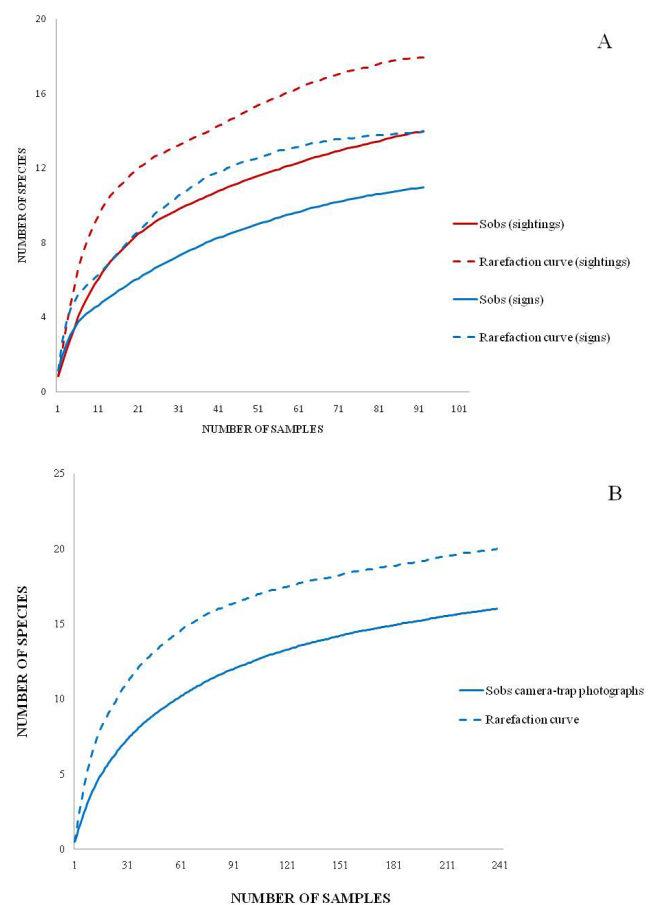 A
20
16
12
8
4
0
NUMBER OF SPECIES
1 11 21 31 41 51 61 71 81 91 101
NUMBER OF SAMPLES
Sobs (sightings)
Rarefaction curve (sightings)
Sobs (signs)
Rarefaction curve (signs)
B
25
20
15
10
5
0
NUMBER OF SPECIES
1 31 61 91 121 151 181 211 241
NUMBER OF SAMPLES
Sobs camera-trap photographs
Rarefaction curve